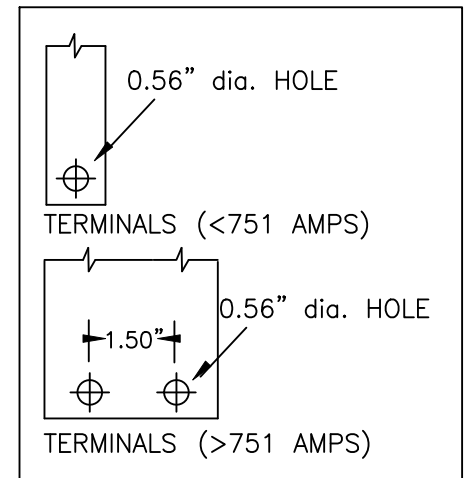 0.56” dia. HOLE
TERMINALS (<751 AMPS)
0.56” dia. HOLE
1.50”
TERMINALS (>751 AMPS)